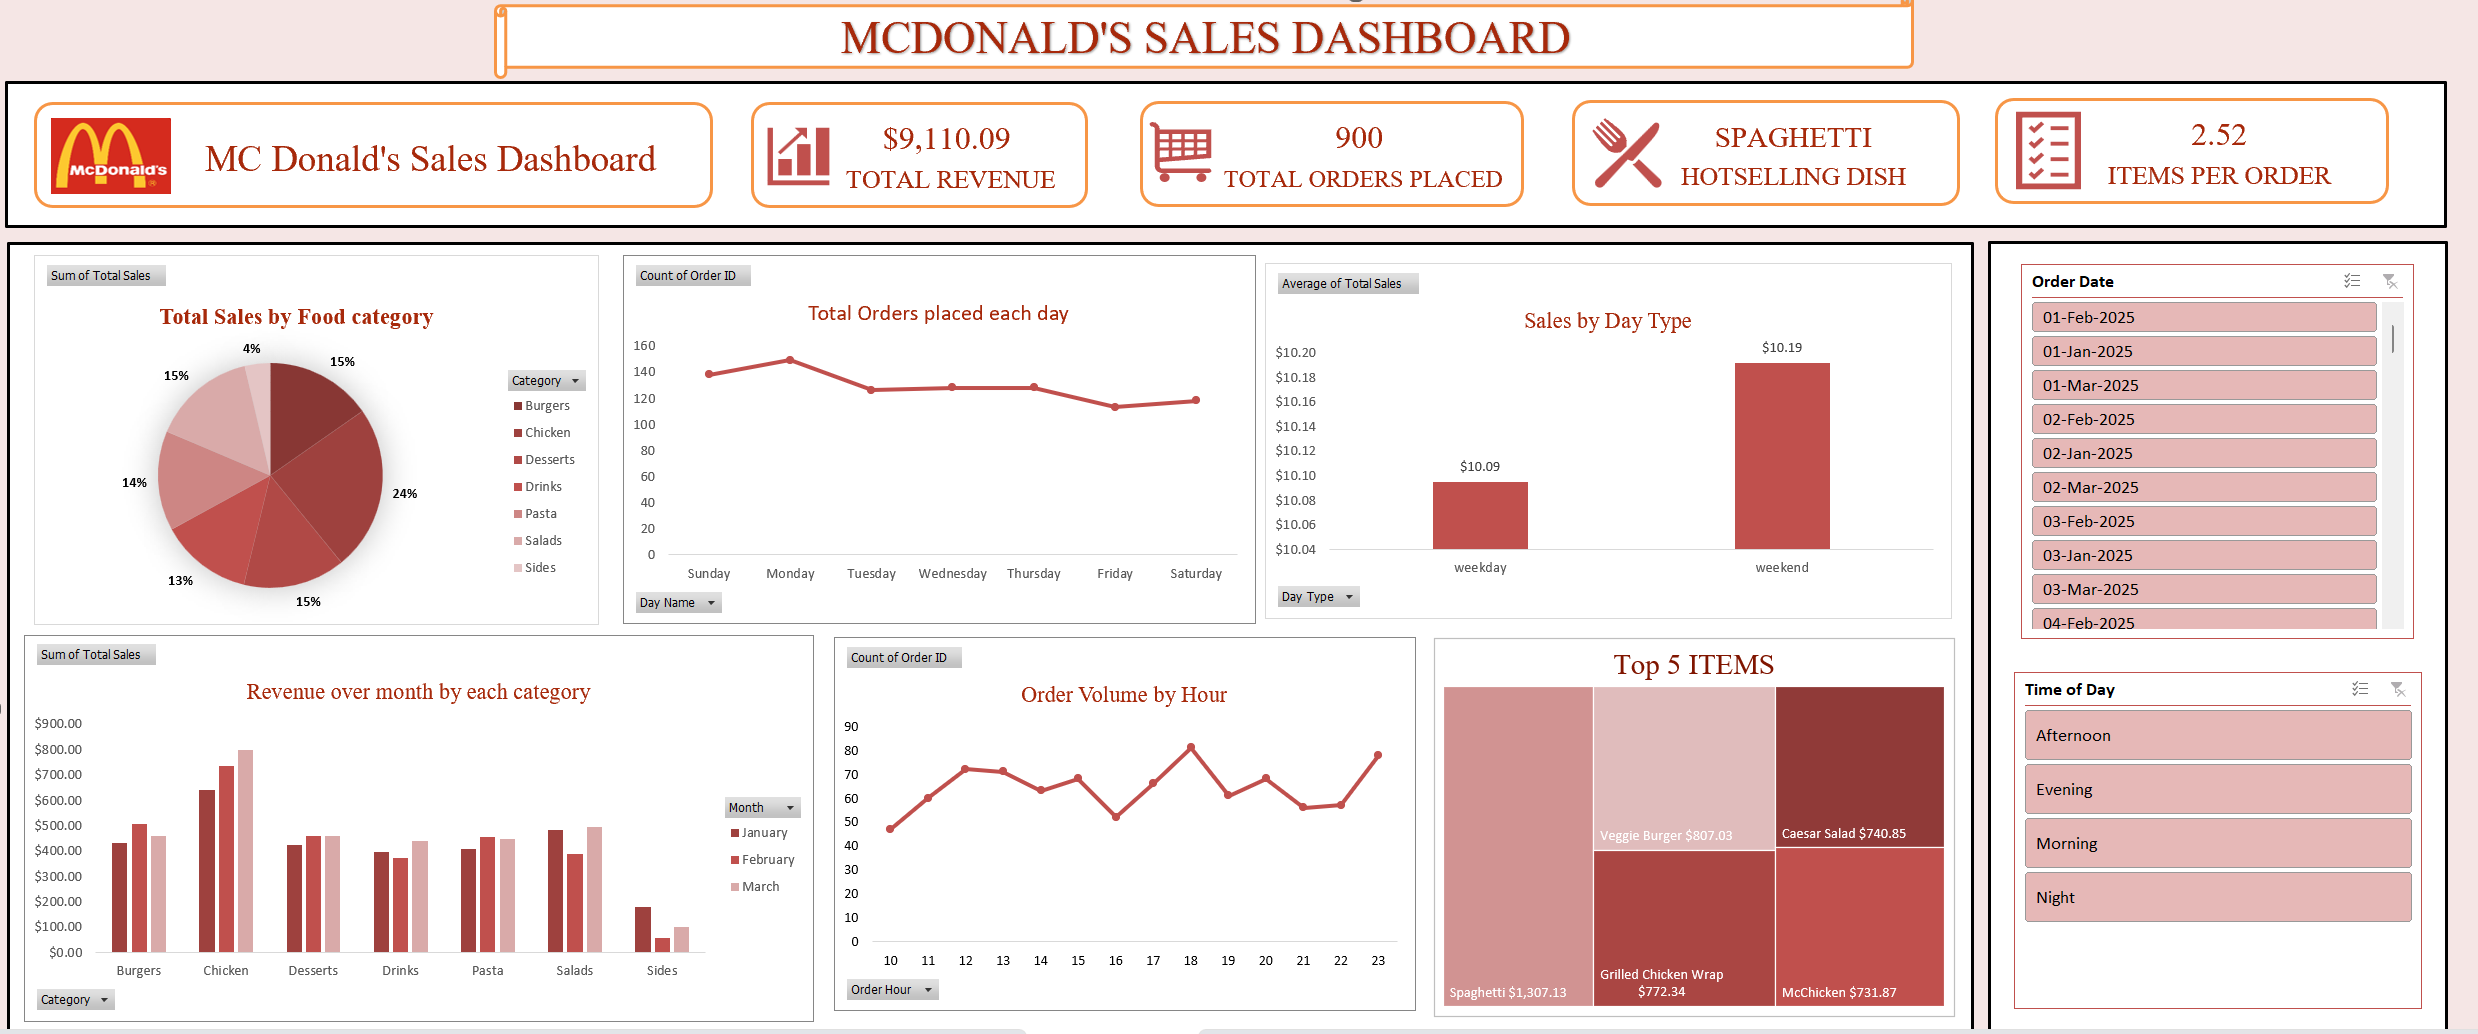 MCDONALD'S SALES DASHBOARD
McDonald's
®
MC Donald's Sales Dashboard
$9,110.09
TOTAL REVENUE
900
TOTAL ORDERS PLACED
SPAGHETTI
HOTSELLING DISH
2.52
ITEMS PER ORDER
Sum of Total Sales
Total Sales by Food category
4%
15%
15%
24%
14%
13%
15%
Category
Burgers
Chicken
Desserts
Drinks
Pasta
Salads
Sides
Count of Order ID
Total Orders placed each day
160
140
120
100
80
60
40
20
0
Sunday Monday Tuesday Wednesday Thursday Friday Saturday
Day Name
Average of Total Sales
Sales by Day Type
$10.20
$10.18
$10.16
$10.14
$10.12
$10.10
$10.08
$10.06
$10.04
$10.09
$10.19
weekday weekend
Day Type
Order Date
01-Feb-2025
01-Jan-2025
01-Mar-2025
02-Feb-2025
02-Jan-2025
02-Mar-2025
03-Feb-2025
03-Jan-2025
03-Mar-2025
04-Feb-2025
Sum of Total Sales
Revenue over month by each category
$900.00
$800.00
$700.00
$600.00
$500.00
$400.00
$300.00
$200.00
$100.00
$0.00
Burgers Chicken Desserts Drinks Pasta Salads Sides
Month
January
February
March
Category
Count of Order ID
Order Volume by Hour
90
80
70
60
50
40
30
20
10
0
10 11 12 13 14 15 16 17 18 19 20 21 22 23
Order Hour
Top 5 ITEMS
Spaghetti $1,307.13
Veggie Burger $807.03
Grilled Chicken Wrap
$772.34
Caesar Salad $740.85
McChicken $731.87
Time of Day
Afternoon
Evening
Morning
Night